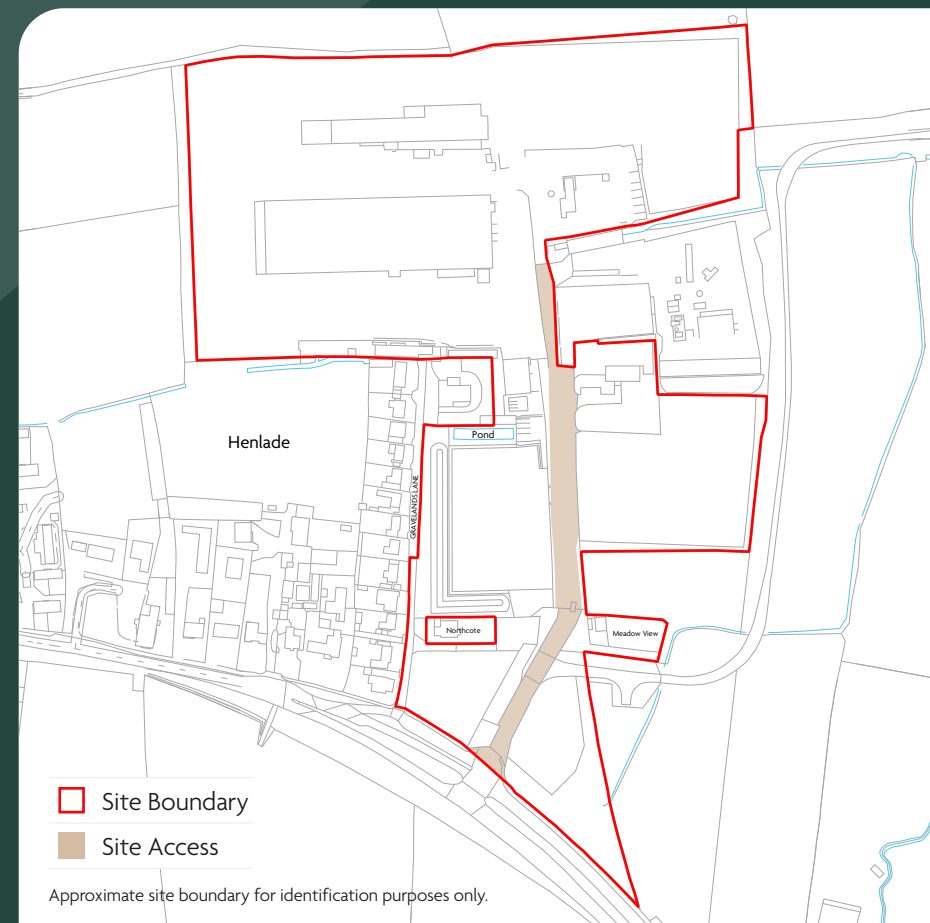 Henlade
Pond
GRAVELANDS LANE
Northcote
Meadow View
Site Boundary
Site Access
Approximate site boundary for identification purposes only.